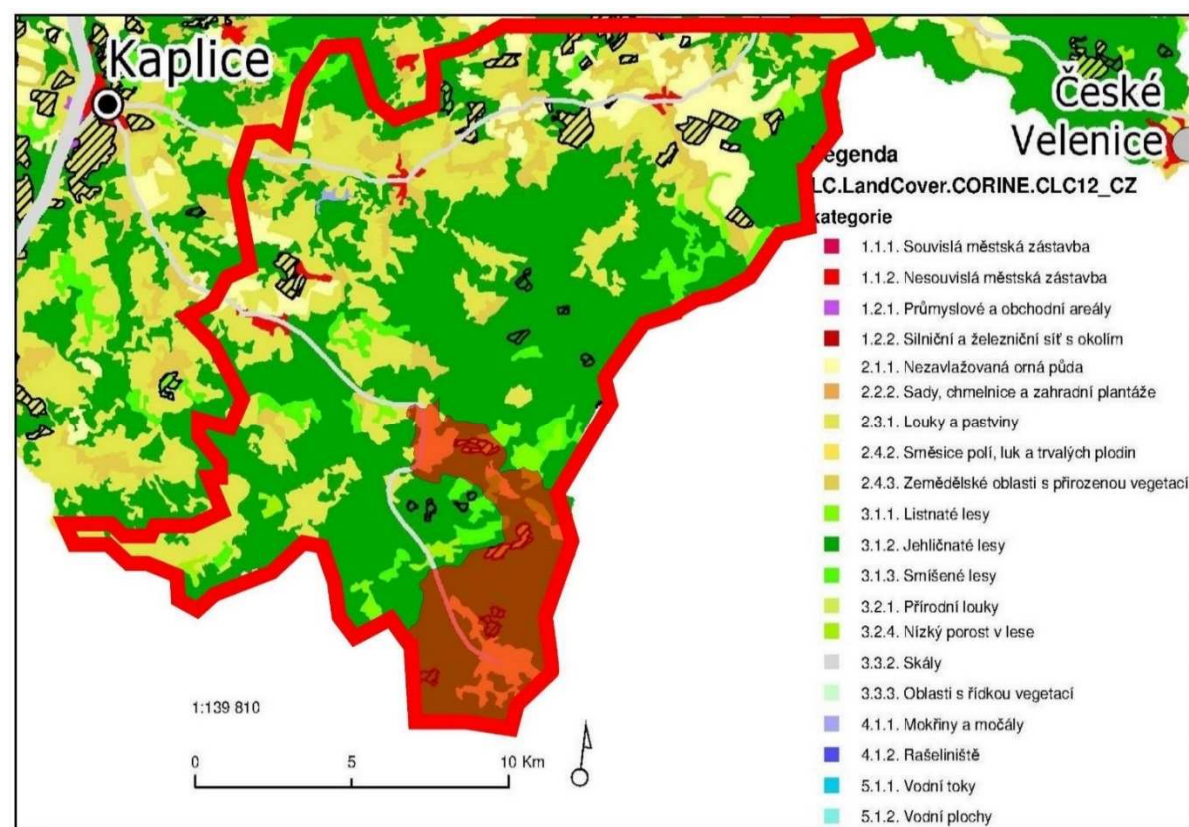 Kaplice
České
Velenice
egenda
LC.LandCover.CORINE.CLC12_CZ
kategorie
1.1.1. Souvislá městská zástavba
1.1.2. Nesouvislá městská zástavba
1.2.1. Průmyslové a obchodní areály
1.2.2. Silniční a železniční síť s okolím
2.1.1. Nezavlažovaná orná půda
2.2.2. Sady, chmelnice a zahradní plantáže
2.3.1. Louky a pastviny
2.4.2. Směsice polí, luk a trvalých plodin
2.4.3. Zemědělské oblasti s přirozenou vegetací
3.1.1. Listnaté lesy
3.1.2. Jehličnaté lesy
3.1.3. Smíšené lesy
3.2.1. Přírodní louky
3.2.4. Nízký porost v lese
3.3.2. Skály
3.3.3. Oblasti s řídkou vegetací
4.1.1. Mokřiny a močály
4.1.2. Rašeliniště
5.1.1. Vodní toky
5.1.2. Vodní plochy
1:139 810
0 5 10 Km